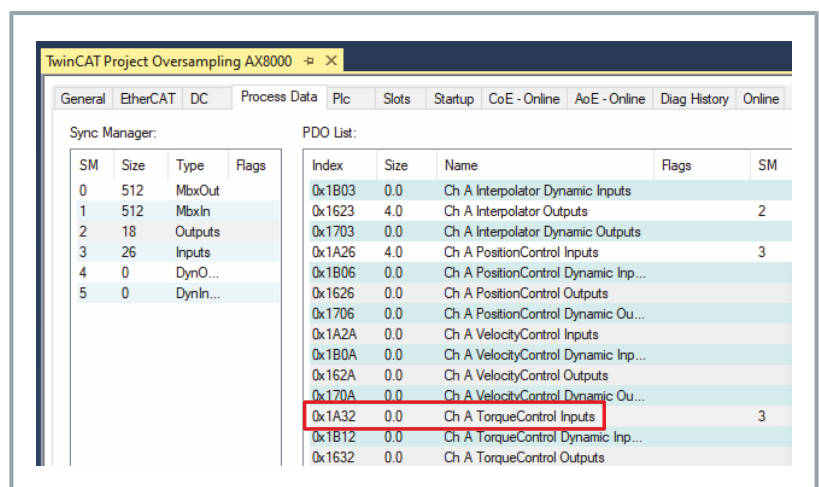 TwinCAT Project Oversampling AX8000
General EtherCAT DC Process Data Plc Slots Startup CoE - Online AoE - Online Diag History Online
Sync Manager: PDO List:
SM Size Type Flags Index Size Name Flags SM
0 512 MbxOut 0x1B03 0.0 Ch A Interpolator Dynamic Inputs
1 512 MbxIn 0x1623 4.0 Ch A Interpolator Outputs 2
2 18 Outputs 0x1703 0.0 Ch A Interpolator Dynamic Outputs
3 26 Inputs 0x1A26 4.0 Ch A PositionControl Inputs 3
4 0 DynO... 0x1B06 0.0 Ch A PositionControl Dynamic Inp...
5 0 DynIn... 0x1626 0.0 Ch A PositionControl Outputs
0x1706 0.0 Ch A PositionControl Dynamic Ou...
0x1A2A 0.0 Ch A VelocityControl Inputs
0x1B0A 0.0 Ch A VelocityControl Dynamic Inp...
0x162A 0.0 Ch A VelocityControl Outputs
0x170A 0.0 Ch A VelocityControl Dynamic Ou...
0x1A32 0.0 Ch A TorqueControl Inputs 3
0x1B12 0.0 Ch A TorqueControl Dynamic Inp...
0x1632 0.0 Ch A TorqueControl Outputs